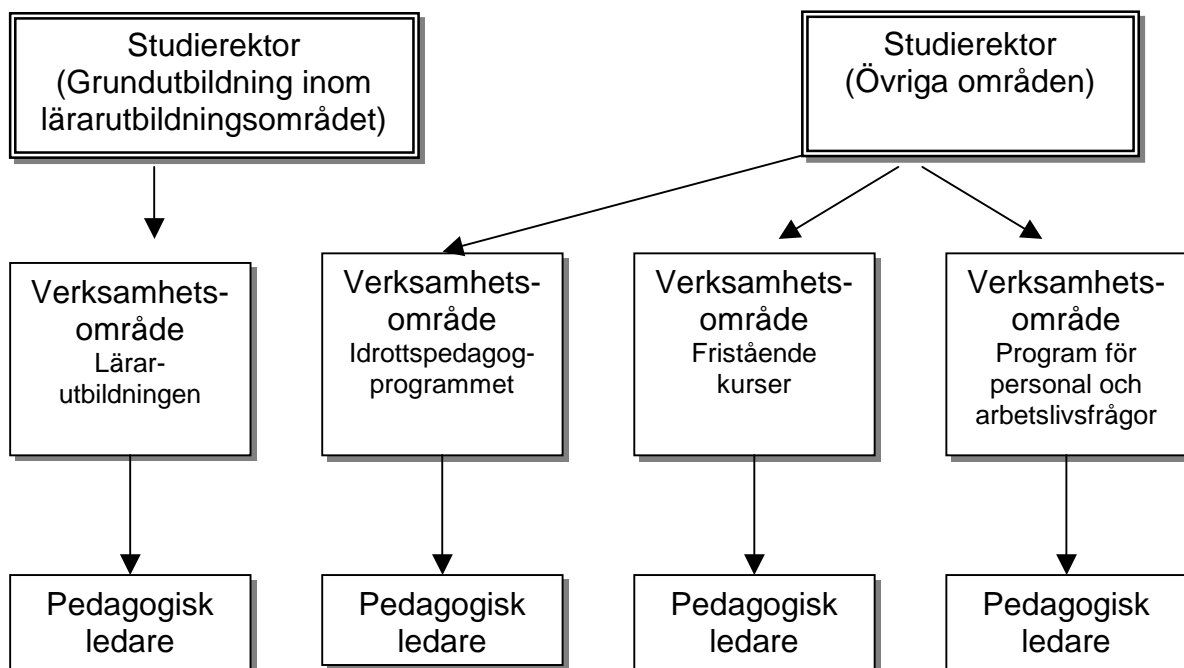 Studierektor
(Grundutbildning inom
lärarutbildningsområdet)
Studierektor
(Övriga områden)
Verksamhets-
område
Lärar-
utbildningen
Verksamhets-
område
Idrottspedagog-
programmet
Verksamhets-
område
Fristående
kurser
Verksamhets-
område
Program för
personal och
arbetslivsfrågor
Pedagogisk
ledare
Pedagogisk
ledare
Pedagogisk
ledare
Pedagogisk
ledare